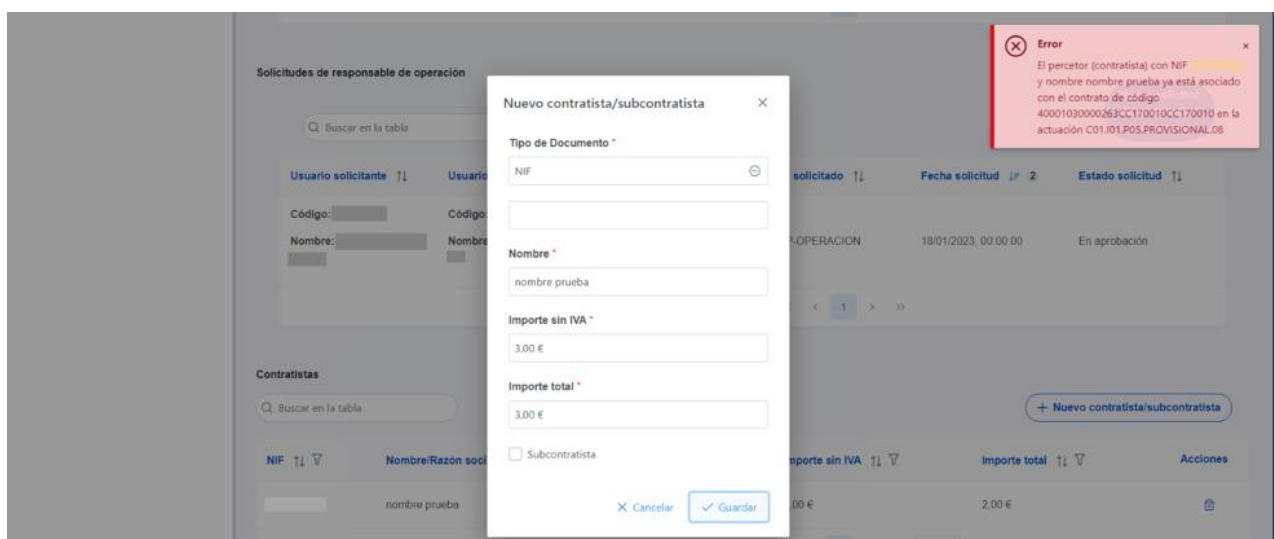 Error
El percetor (contratista) con NIF
y nombre nombre prueba ya está asociado
con el contrato de código
40001030000263CC170010CC170010 en la
actuación C01.I01.P05.PROVISIONAL.08
Solicitudes de responsable de operación
Buscar en la tabla
Usuario solicitante Usuario solicitado Fecha solicitud 2 Estado solicitud
Código: Código:
Nombre: Nombre
-OPERACION 18/01/2023, 00:00:00 En aprobación
< 1 > >>
Nuevo contratista/subcontratista
Tipo de Documento *
NIF
Nombre *
nombre prueba
Importe sin IVA *
3,00 €
Importe total *
3,00 €
Subcontratista
Cancelar Guardar
Contratistas
Buscar en la tabla
+ Nuevo contratista/subcontratista
NIF Nombre/Razón soci mporte sin IVA Importe total Acciones
nombre prueba ,00 € 2,00 €